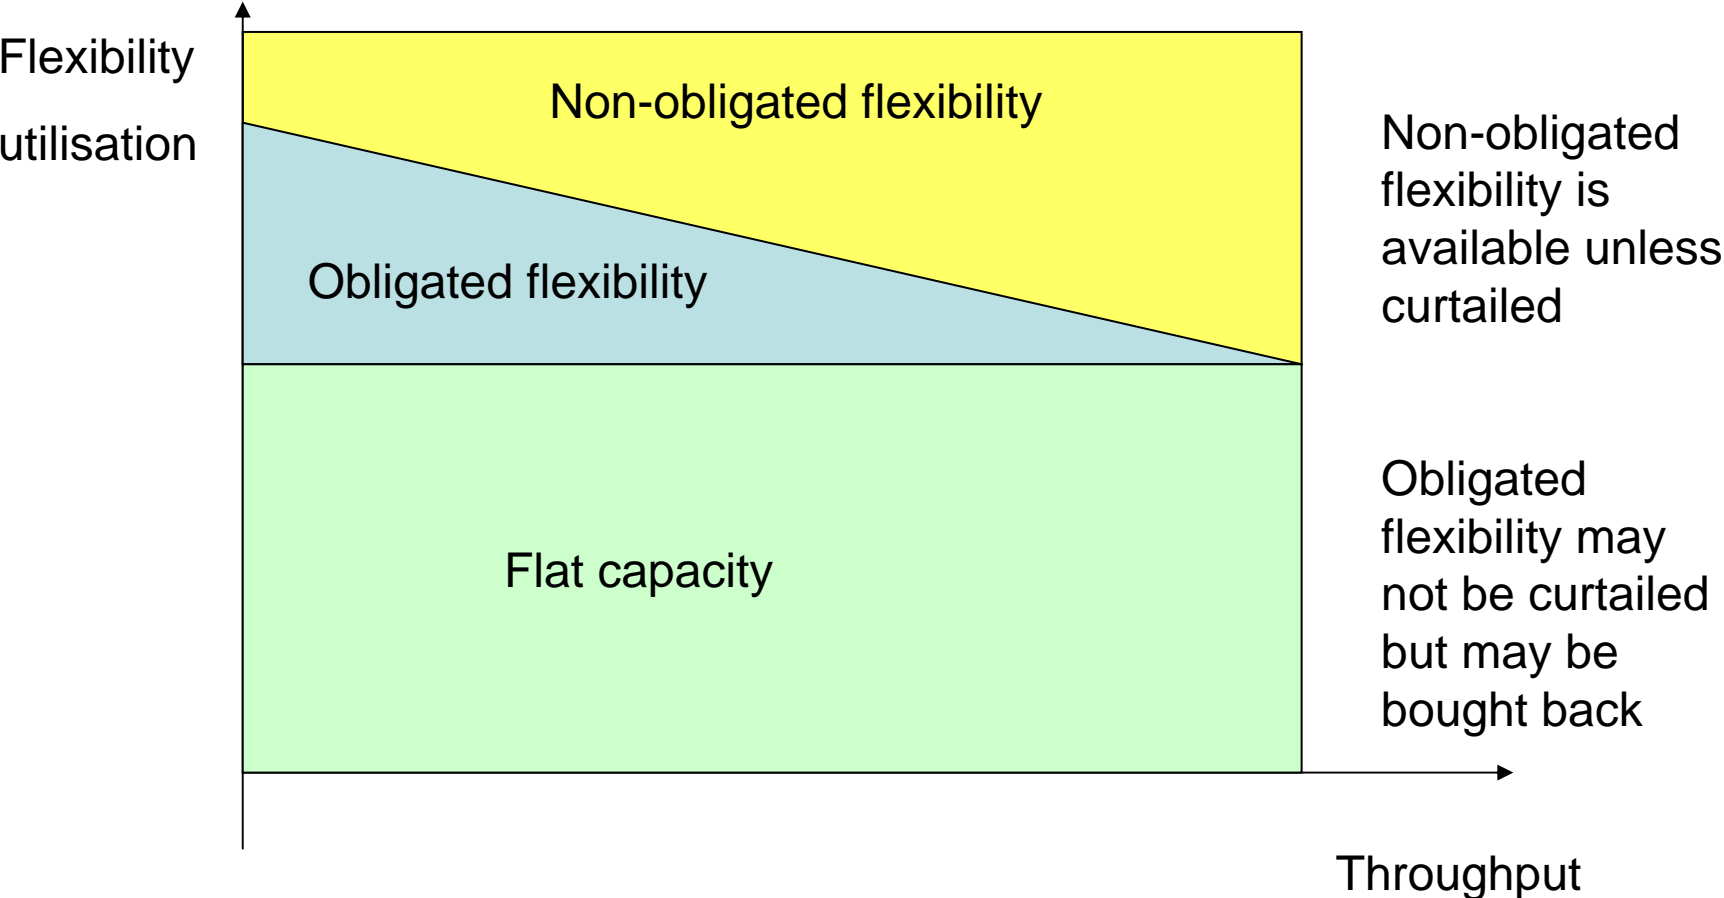 Flexibility
utilisation
Non-obligated flexibility
Obligated flexibility
Flat capacity
Non-obligated
flexibility is
available unless
curtailed
Obligated
flexibility may
not be curtailed
but may be
bought back
Throughput